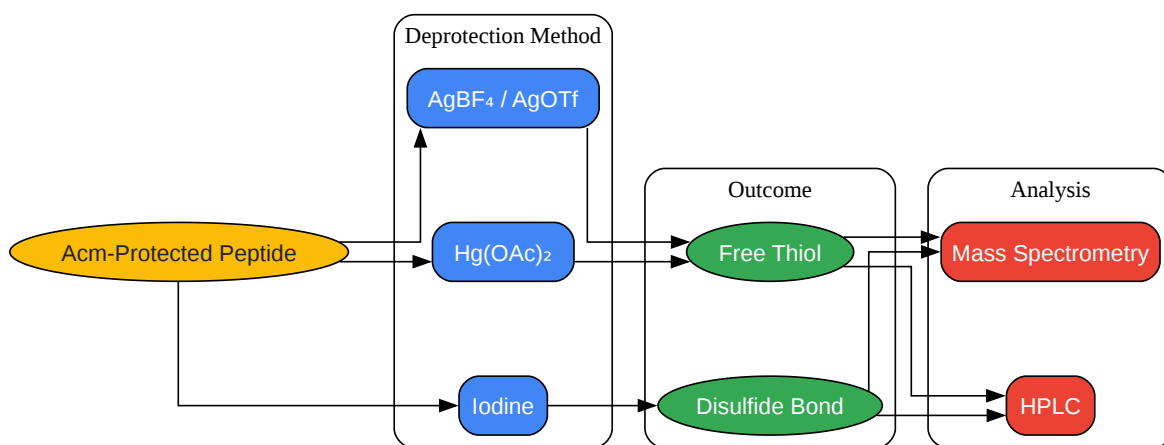 Deprotection Method
AgBF₄ / AgOTf
Outcome
Analysis
Acm-Protected Peptide
Hg(OAc)₂
Free Thiol
Mass Spectrometry
Iodine
Disulfide Bond
HPLC